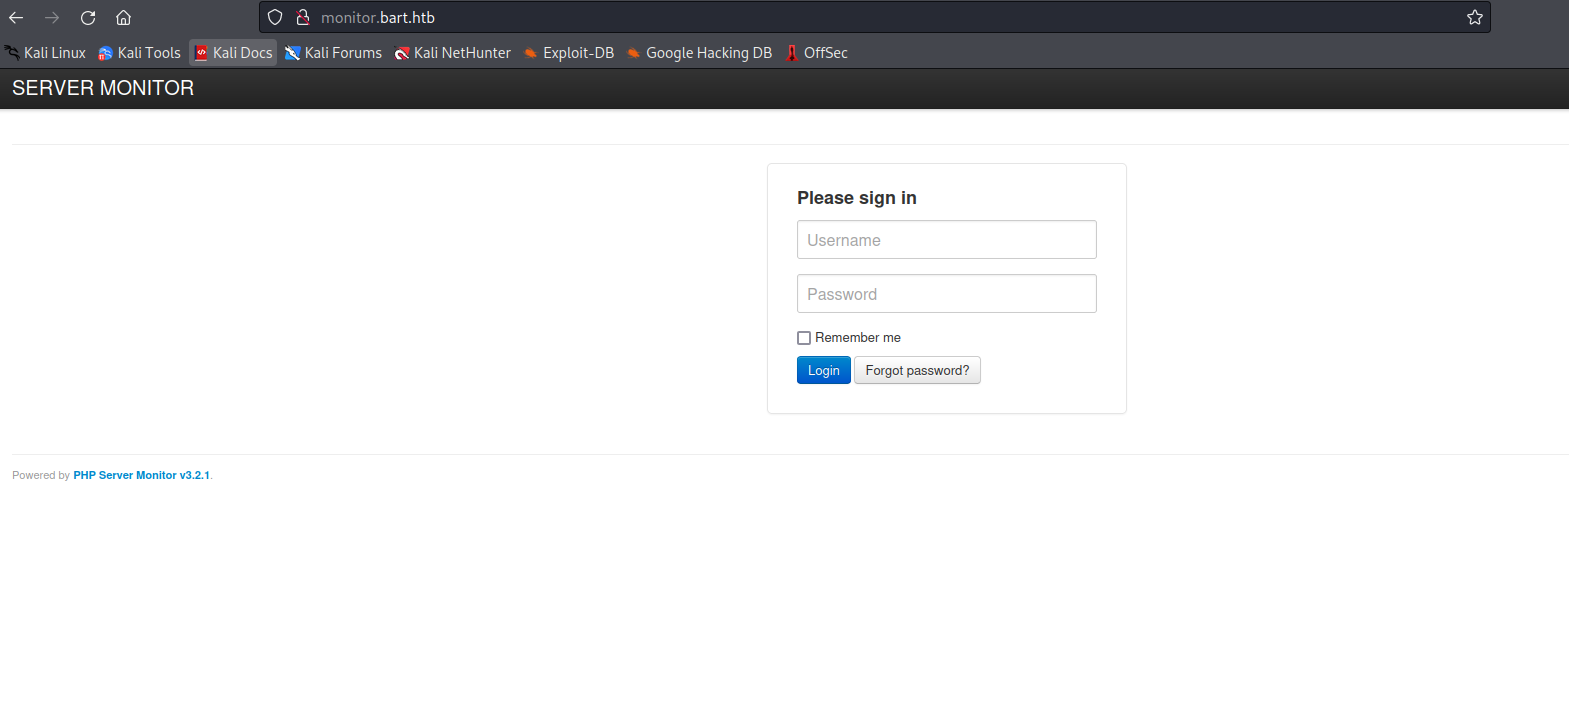 monitor.bart.htb
Kali Linux Kali Tools Kali Docs Kali Forums Kali NetHunter Exploit-DB Google Hacking DB OffSec
SERVER MONITOR
Please sign in
Username
Password
Remember me
Login Forgot password?
Powered by PHP Server Monitor v3.2.1.